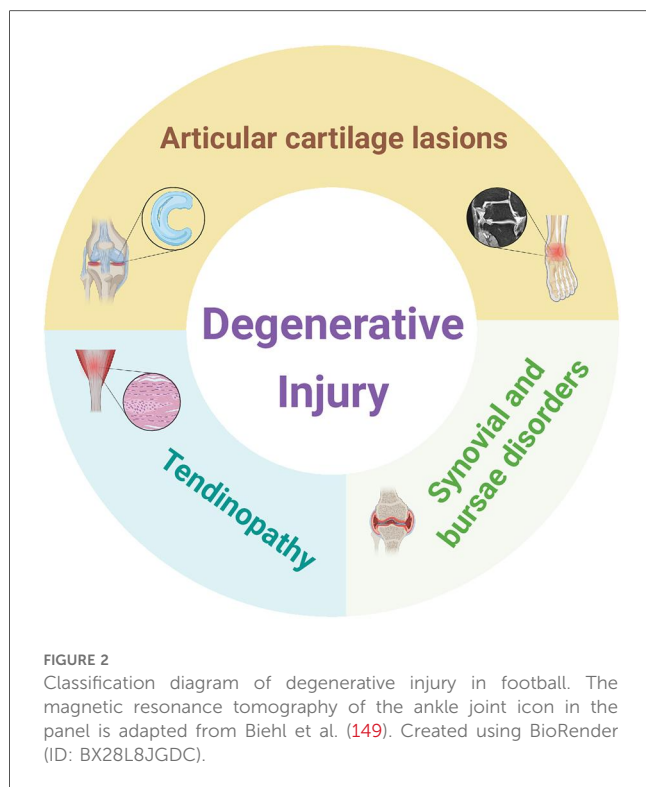 Articular cartilage lasions
Degenerative
Injury
Tendinopathy
Synovial and
bursae disorders
FIGURE 2
Classification diagram of degenerative injury in football. The
magnetic resonance tomography of the ankle joint icon in the
panel is adapted from Biehl et al. (149). Created using BioRender
(ID: BX28L8JGDC).